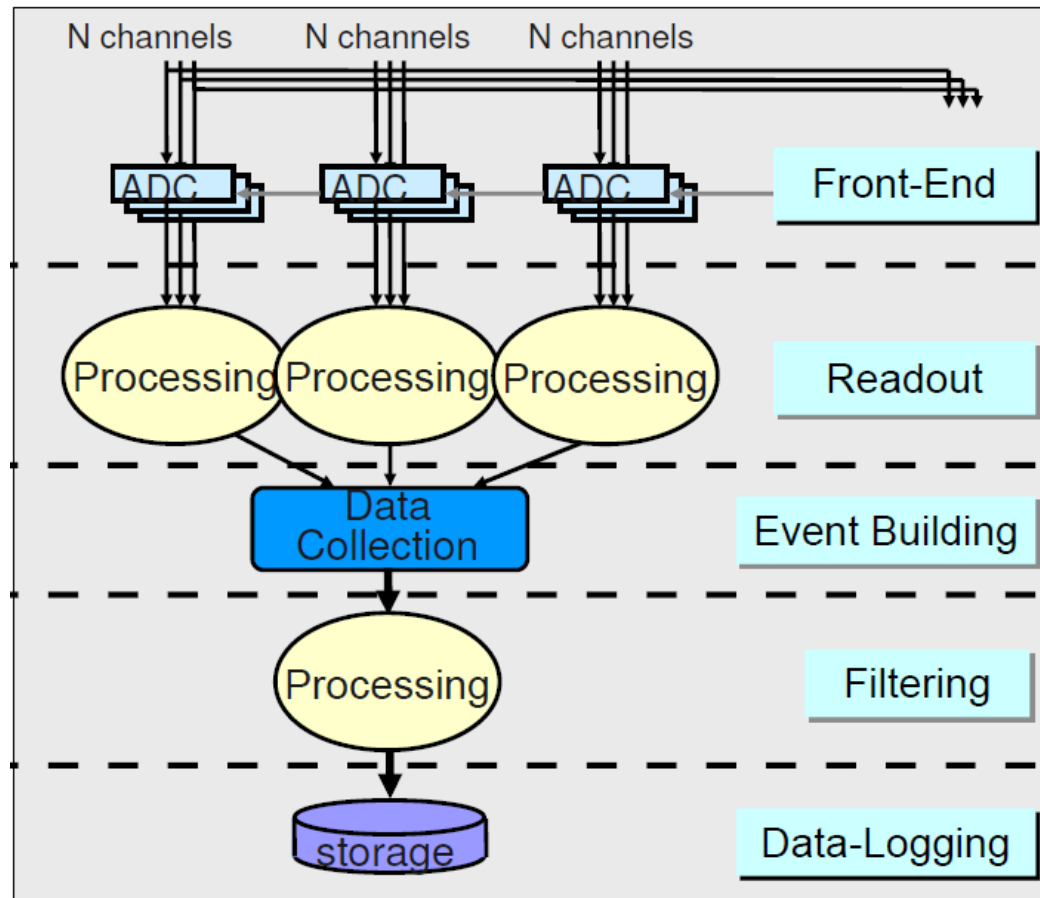 N channels N channels N channels
ADC ADC ADC Front-End
Processing Processing Processing Readout
Data
Collection Event Building
Processing Filtering
storage Data-Logging